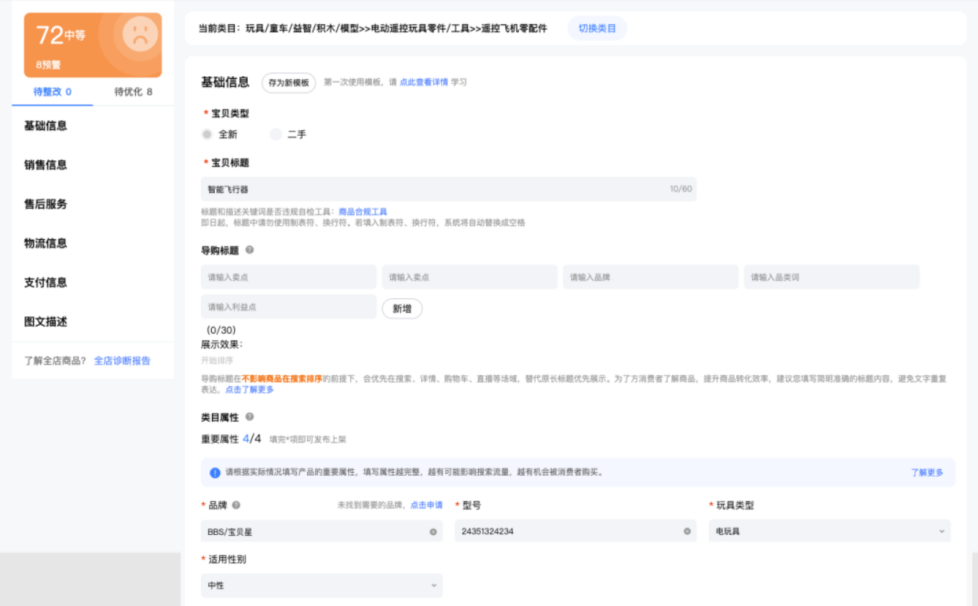 72中等
8预警
待整改 0
待优化 8
基础信息
销售信息
售后服务
物流信息
支付信息
图文描述
了解全店商品? 全店诊断报告
当前类目：玩具/童车/益智/积木/模型>>电动遥控玩具零件/工具>>遥控飞机零配件
切换类目
基础信息
存为新模板
第一次使用模板，请 点此查看详情 学习
* 宝贝类型
全新
二手
* 宝贝标题
智能飞行器
10/60
标题和描述关键词是否违规自检工具：商品合规工具
即日起，标题中请勿使用制表符、换行符。若填入制表符、换行符，系统将自动替换成空格
导购标题
请输入卖点
请输入卖点
请输入品牌
请输入品类词
请输入利益点
新增
(0/30)
展示效果：
开始排序
导购标题在不影响商品在搜索排序的前提下，会优先在搜索、详情、购物车、直播等场域，替代原长标题优先展示。为了方消费者了解商品，提升商品转化效率，建议您填写简明准确的标题内容，避免文字重复
表达。点击了解更多
类目属性
重要属性 4/4 填完*项即可发布上架
请根据实际情况填写产品的重要属性，填写属性越完整，越有可能影响搜索流量，越有机会被消费者购买。
了解更多
* 品牌
未找到需要的品牌，点击申请
* 型号
* 玩具类型
BBS/宝贝星
24351324234
电玩具
* 适用性别
中性